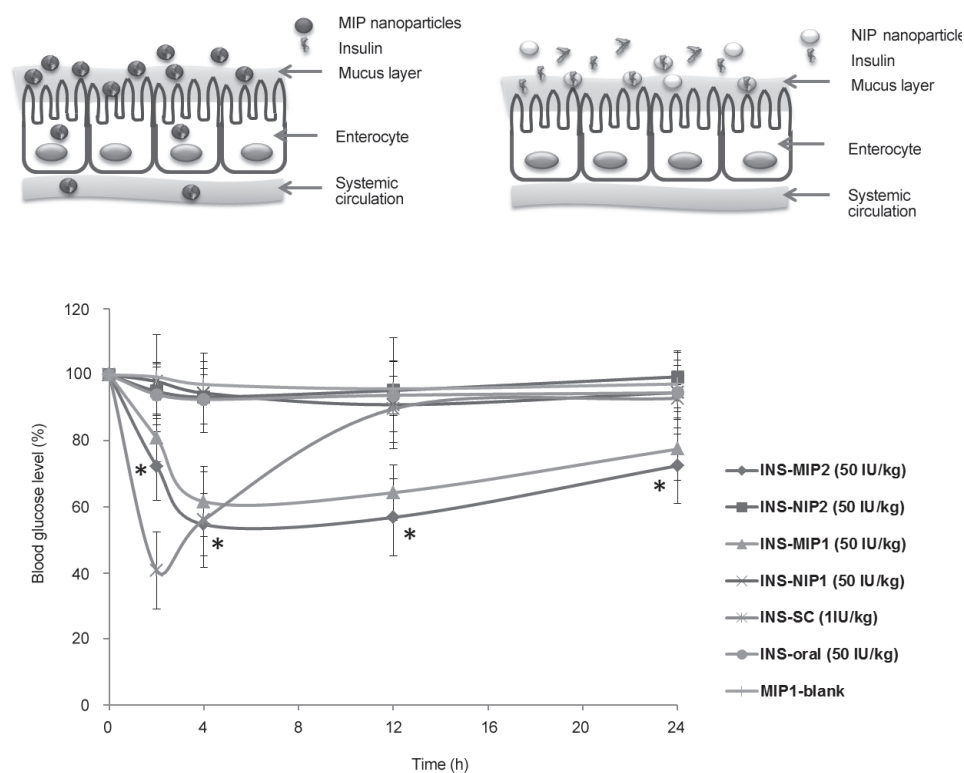 MIP nanoparticles
Insulin
Mucus layer
Enterocyte
Systemic
circulation
NIP nanoparticle
Insulin
Mucus layer
Enterocyte
Systemic
circulation
120
100
80
60
40
20
0
Blood glucose level (%)
*
*
*
*
0
4
8
12
16
20
24
Time (h)
INS-MIP2 (50 IU/kg)
INS-NIP2 (50 IU/kg)
INS-MIP1 (50 IU/kg)
INS-NIP1 (50 IU/kg)
INS-SC (1IU/kg)
INS-oral (50 IU/kg)
MIP1-blank